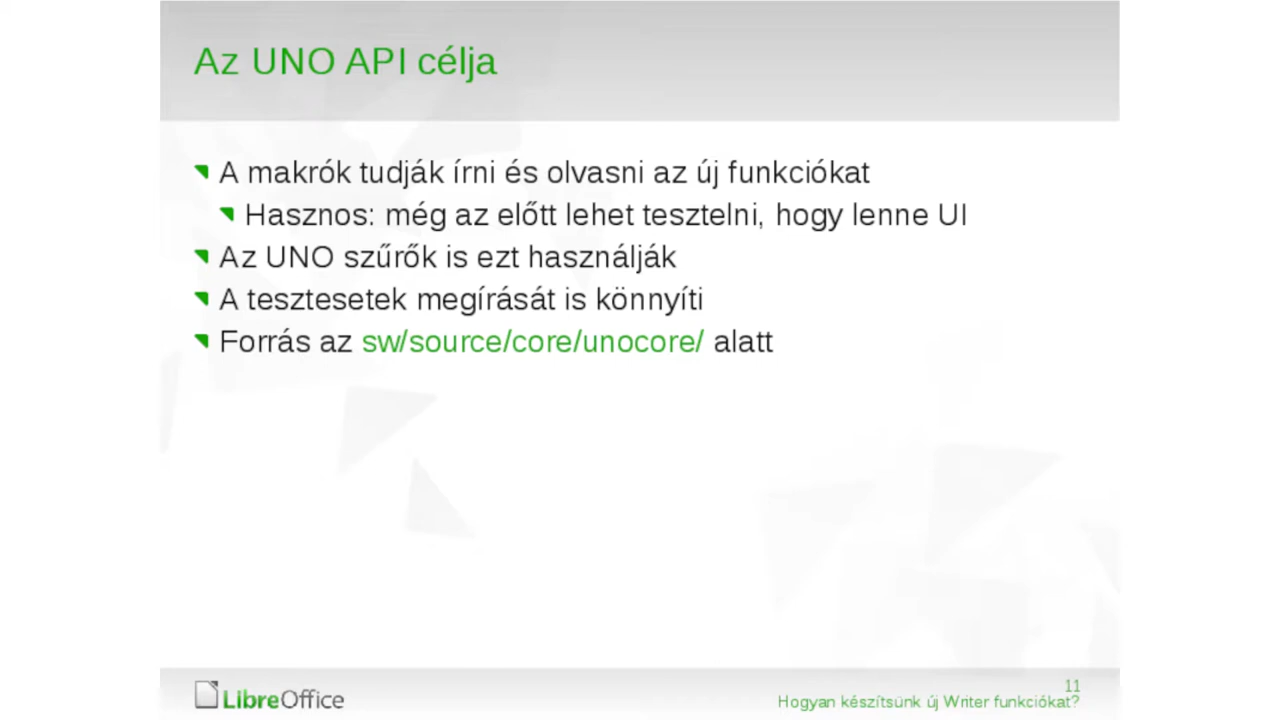 Az UNO API célja
A makrók tudják írni és olvasni az új funkciókat
Hasznos: még az előtt lehet tesztelni, hogy lenne UI
Az UNO szűrők is ezt használják
A tesztesetek megírását is könnyíti
Forrás az sw/source/core/unocore/ alatt
LibreOffice
11
Hogyan készítsünk új Writer funkciókat?